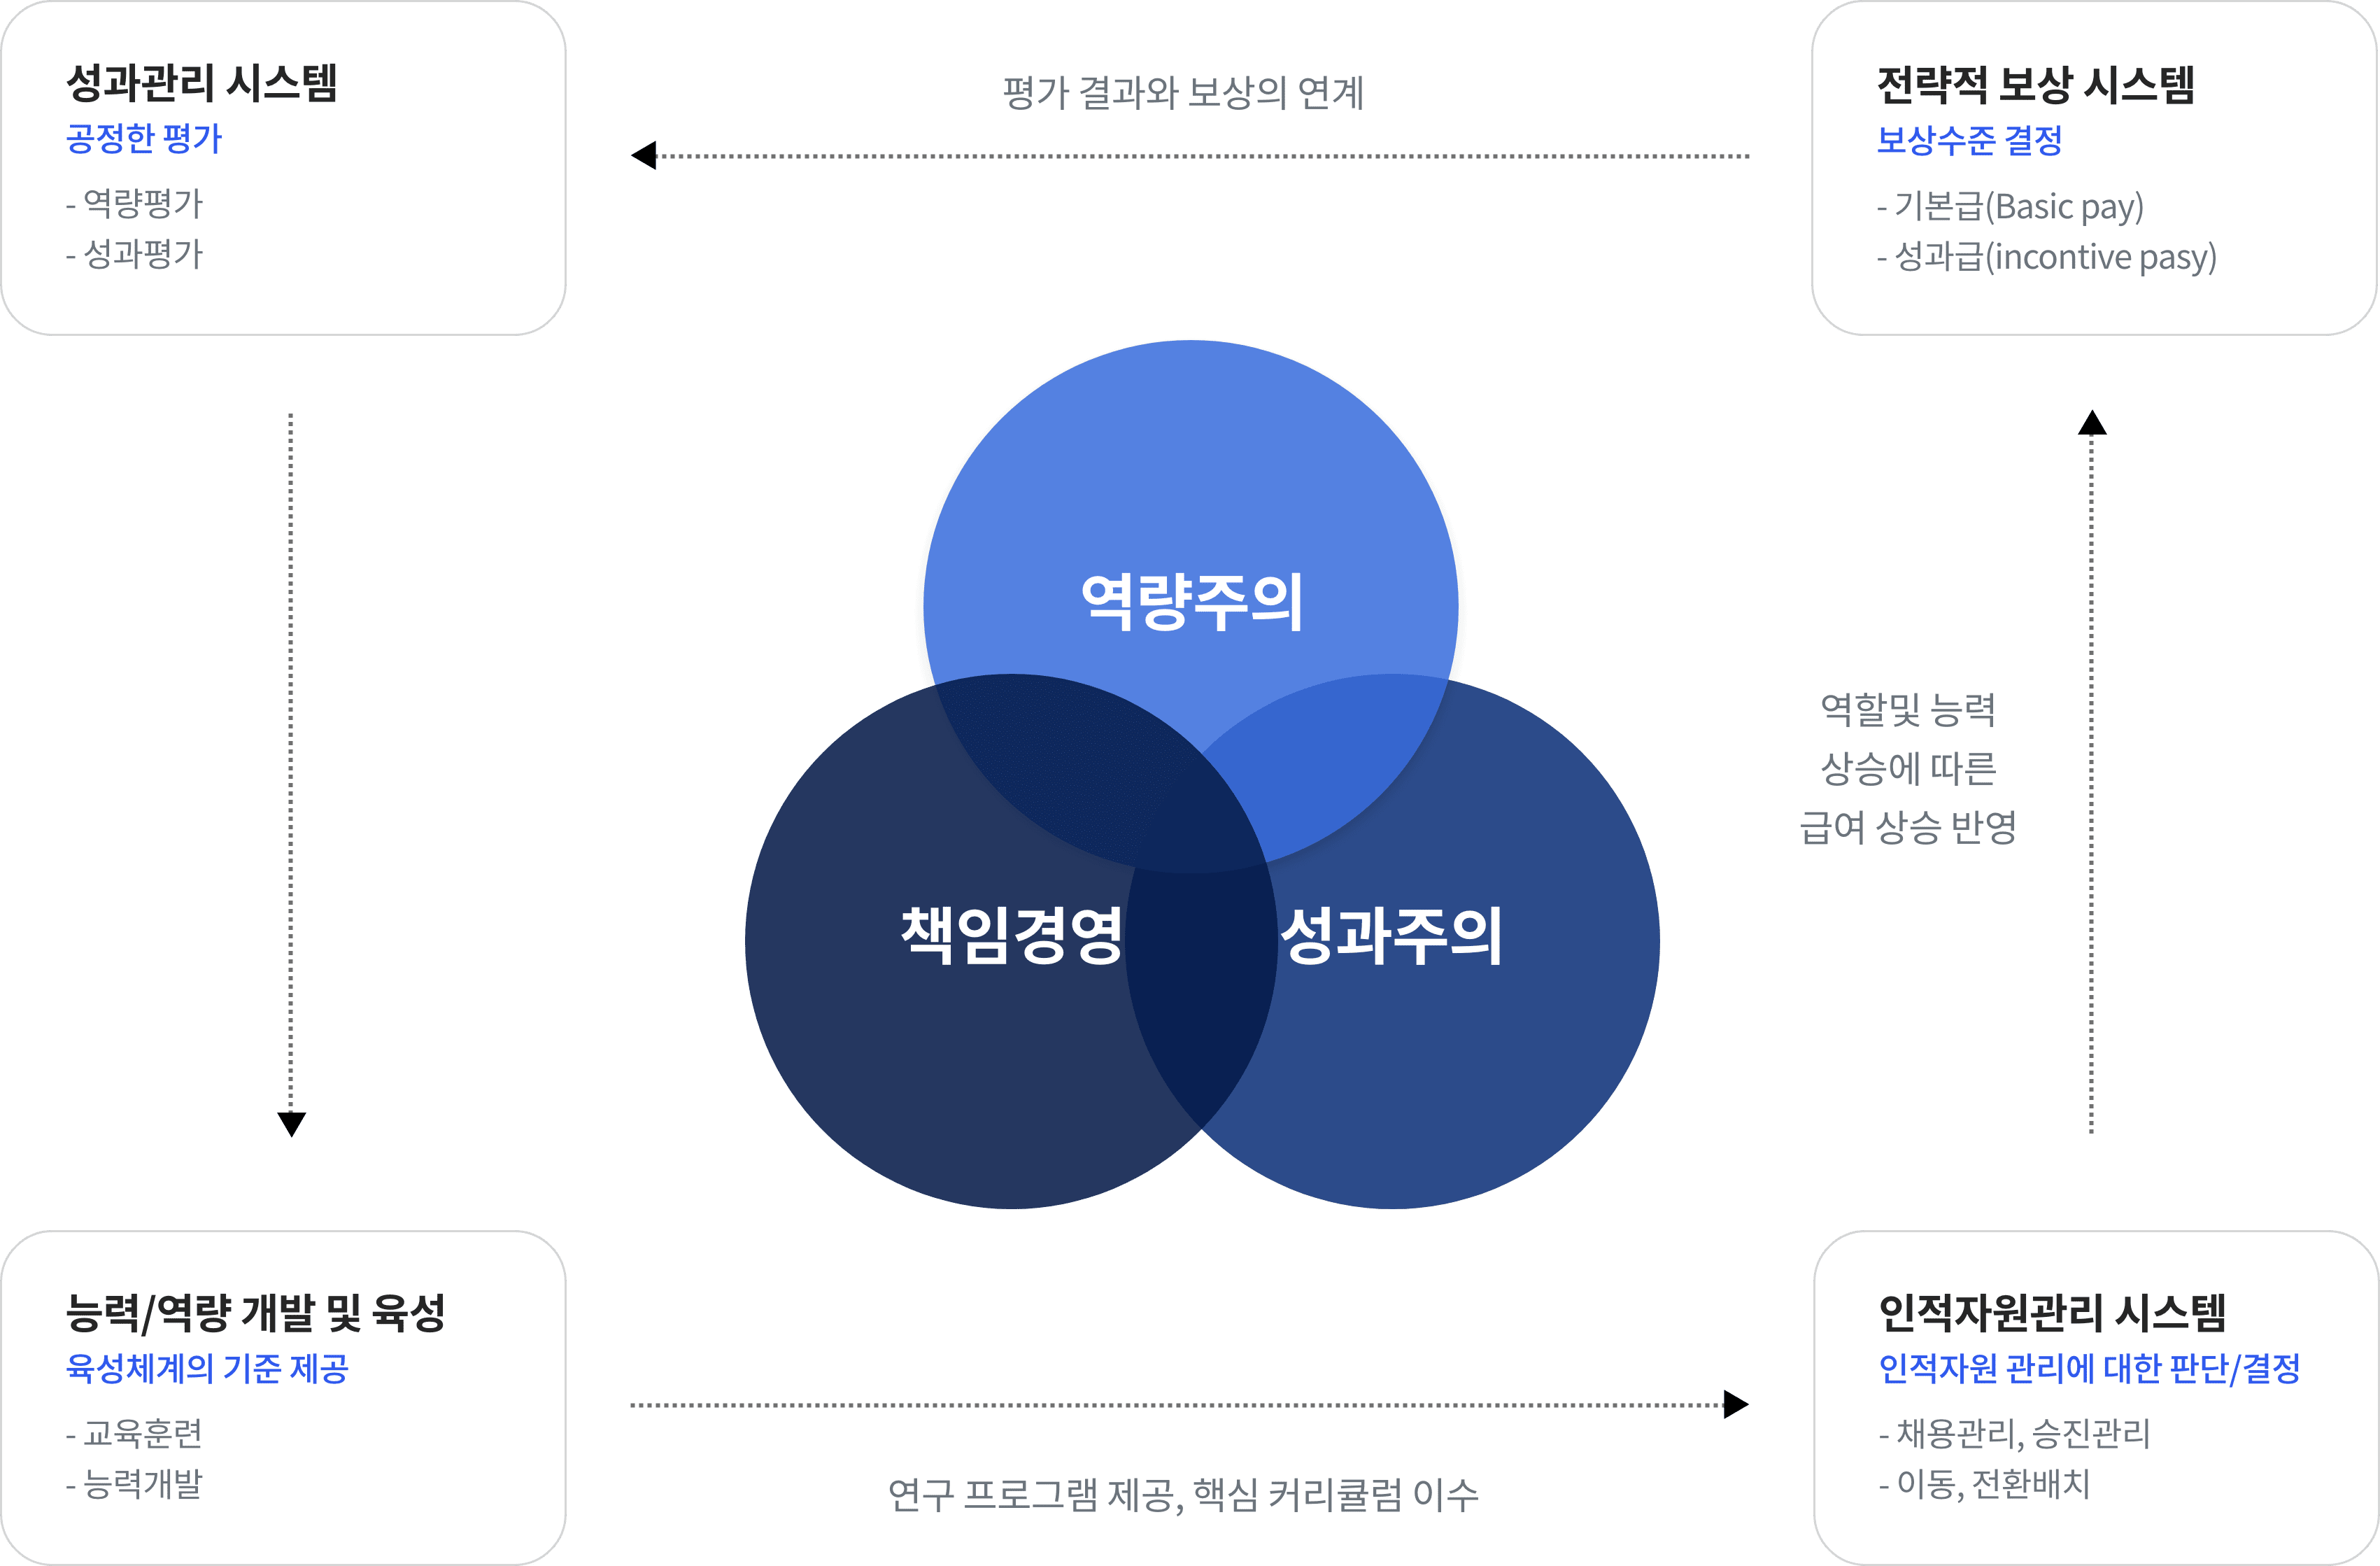 성과관리 시스템
공정한 평가
- 역량평가
- 성과평가
평가 결과와 보상의 연계
전략적 보상 시스템
보상수준 결정
- 기본급(Basic pay)
- 성과급(incontive pasy)
역량주의
책임경영
성과주의
역할및 능력
상승에 따른
급여 상승 반영
능력/역량 개발 및 육성
육성체계의 기준 제공
- 교육훈련
- 능력개발
연구 프로그램 제공, 핵심 커리큘럼 이수
인적자원관리 시스템
인적자원 관리에 대한 판단/결정
- 채용관리, 승진관리
- 이동, 전환배치